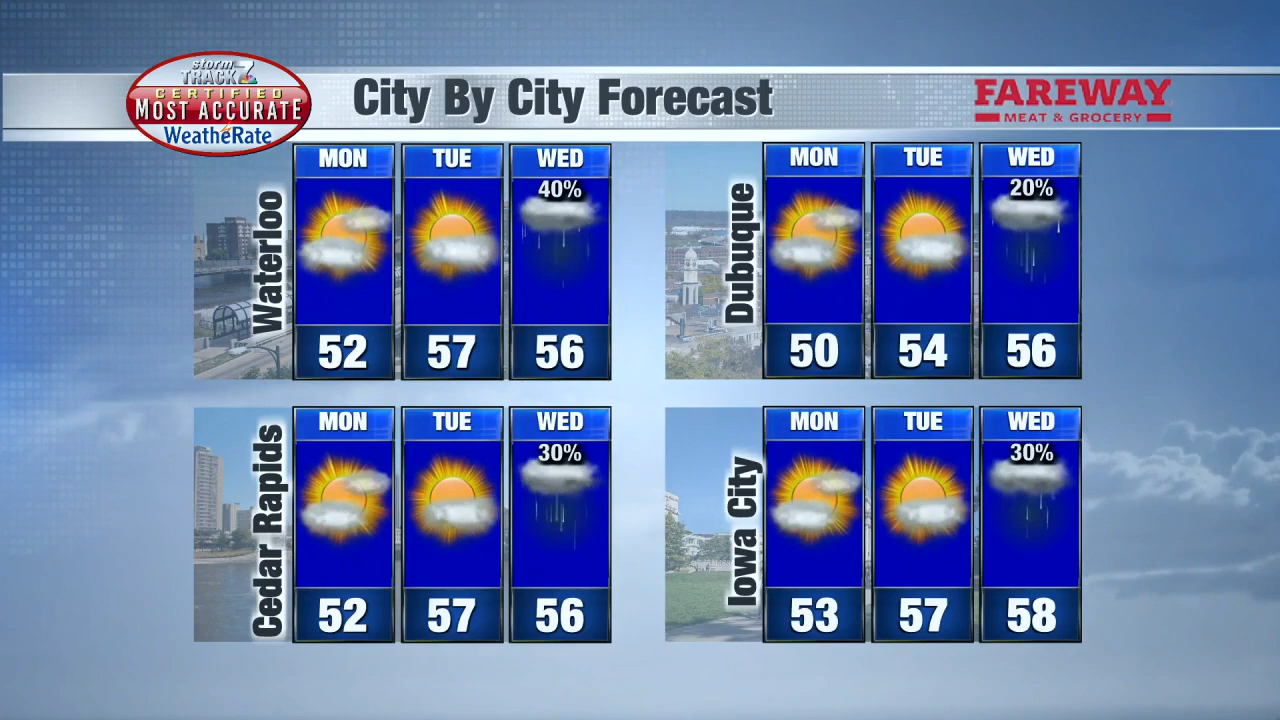 storm
TRACK 7
CERTIFIED
MOST ACCURATE
WeatheRate
City By City Forecast
FAREWAY
MEAT & GROCERY
Waterloo
MON TUE WED
40%
52 57 56
Dubuque
MON TUE WED
20%
50 54 56
Cedar Rapids
MON TUE WED
30%
52 57 56
Iowa City
MON TUE WED
30%
53 57 58